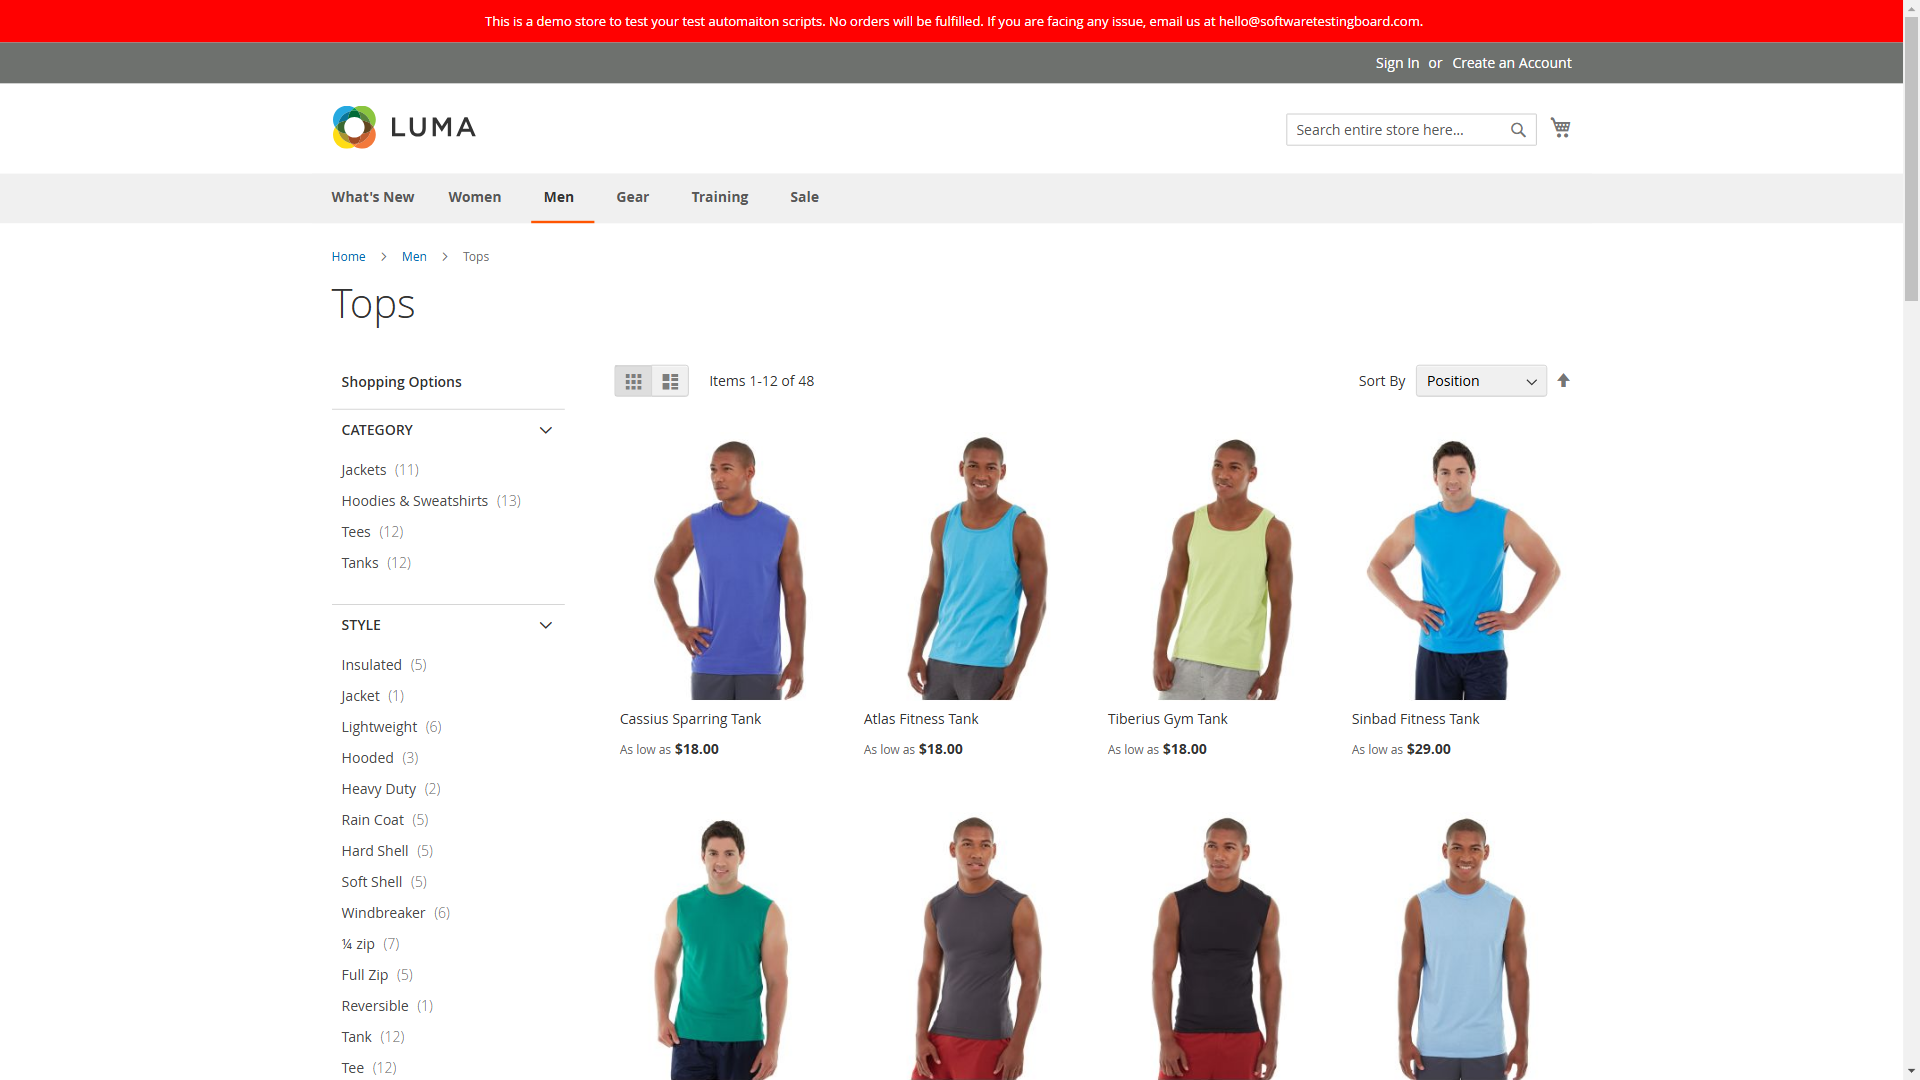 This is a demo store to test your test automaiton scripts. No orders will be fulfilled. If you are facing any issue, email us at hello@softwaretestingboard.com.
Sign In or Create an Account
LUMA
Search entire store here...
What's New Women Men Gear Training Sale
Home > Men > Tops
Tops
Shopping Options
Items 1-12 of 48
Sort By Position
CATEGORY
Jackets (11)
Hoodies & Sweatshirts (13)
Tees (12)
Tanks (12)
STYLE
Insulated (5)
Jacket (1)
Lightweight (6)
Hooded (3)
Heavy Duty (2)
Rain Coat (5)
Hard Shell (5)
Soft Shell (5)
Windbreaker (6)
¼ zip (7)
Full Zip (5)
Reversible (1)
Tank (12)
Tee (12)
Cassius Sparring Tank
As low as $18.00
Atlas Fitness Tank
As low as $18.00
Tiberius Gym Tank
As low as $18.00
Sinbad Fitness Tank
As low as $29.00